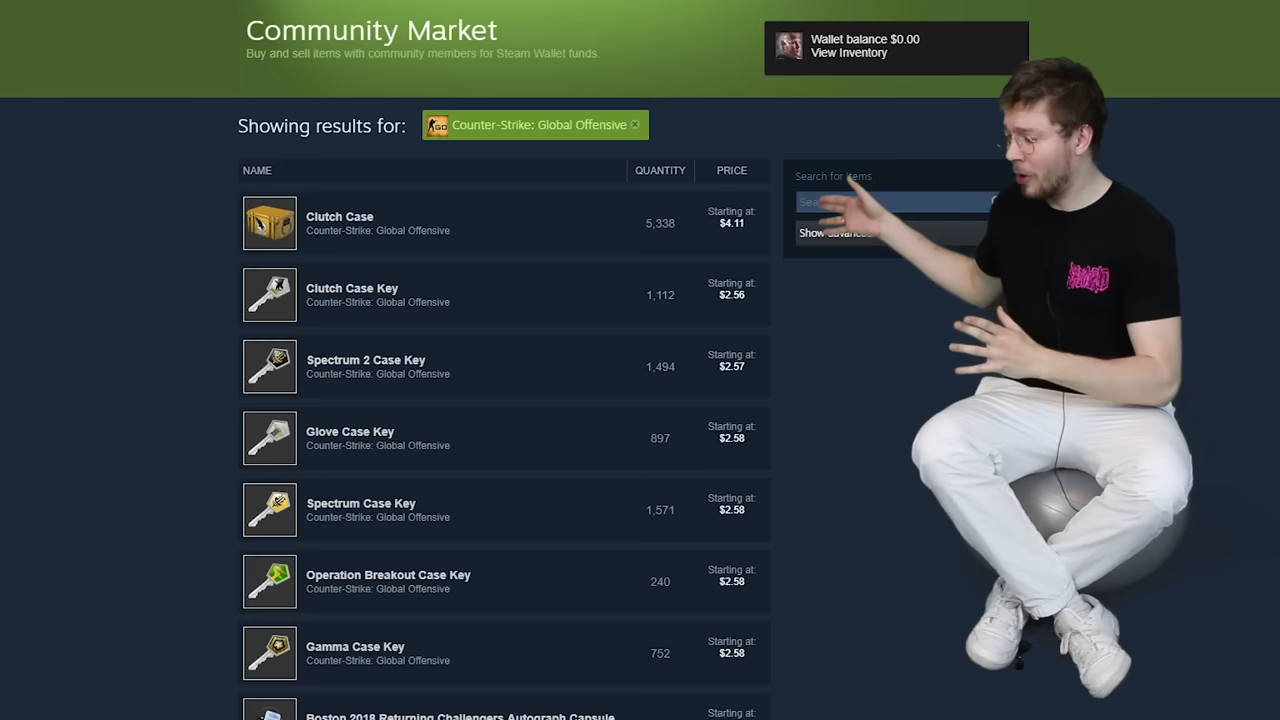 Community Market
Buy and sell items with community members for Steam Wallet funds.
Wallet balance $0.00
View Inventory
Showing results for:
GO
Counter-Strike: Global Offensive
NAME
QUANTITY
PRICE
Clutch Case
Counter-Strike: Global Offensive
5,338
Starting at:
$4.11
Clutch Case Key
Counter-Strike: Global Offensive
1,112
Starting at:
$2.56
Spectrum 2 Case Key
Counter-Strike: Global Offensive
1,494
Starting at:
$2.57
Glove Case Key
Counter-Strike: Global Offensive
897
Starting at:
$2.58
Spectrum Case Key
Counter-Strike: Global Offensive
1,571
Starting at:
$2.58
Operation Breakout Case Key
Counter-Strike: Global Offensive
240
Starting at:
$2.58
Gamma Case Key
Counter-Strike: Global Offensive
752
Starting at:
$2.58
Boston 2018 Returning Challengers Autograph Capsule
Starting at:
Search for Items
Show